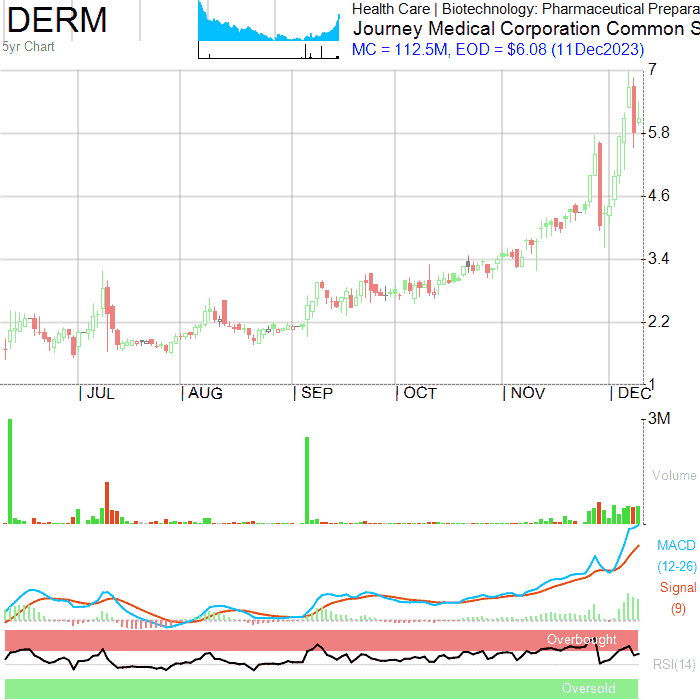 DERM
5yr Chart
Health Care | Biotechnology: Pharmaceutical Prepara
Journey Medical Corporation Common S
MC = 112.5M, EOD = $6.08 (11Dec2023)
7
5.8
4.6
3.4
2.2
1
| JUL | AUG | SEP | OCT | NOV | DEC
3M
Volume
MACD
(12-26)
Signal
(9)
Overbought
RSI(14)
Oversold